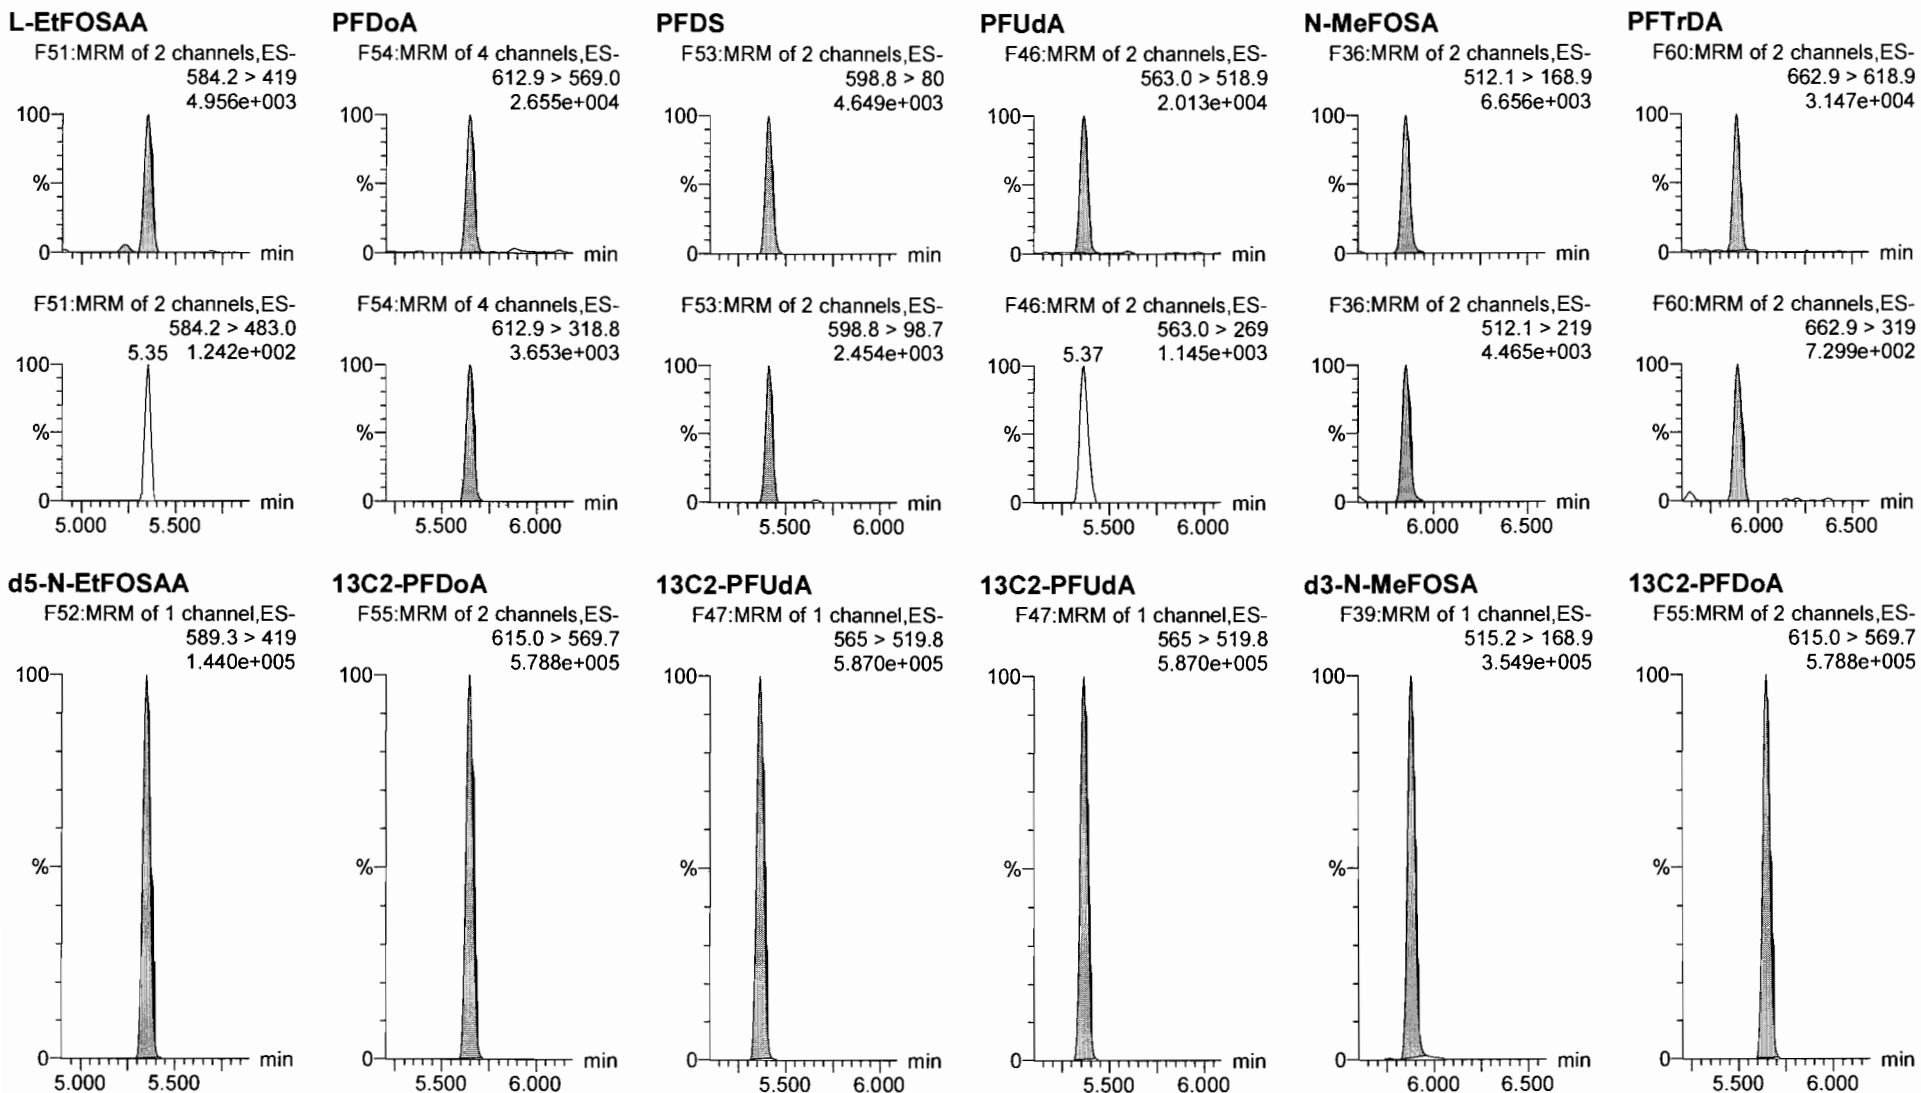 L-EtFOSAA
F51:MRM of 2 channels,ES-
584.2 > 419
4.956e+003
100
%
0
min
PFDoA
F54:MRM of 4 channels,ES-
612.9 > 569.0
2.655e+004
100
%
0
min
PFDS
F53:MRM of 2 channels,ES-
598.8 > 80
4.649e+003
100
%
0
min
PFUdA
F46:MRM of 2 channels,ES-
563.0 > 518.9
2.013e+004
100
%
0
min
N-MeFOSA
F36:MRM of 2 channels,ES-
512.1 > 168.9
6.656e+003
100
%
0
min
PFTrDA
F60:MRM of 2 channels,ES-
662.9 > 618.9
3.147e+004
100
%
0
min
F51:MRM of 2 channels,ES-
584.2 > 483.0
5.35 1.242e+002
100
%
0
min
5.000 5.500
F54:MRM of 4 channels,ES-
612.9 > 318.8
3.653e+003
100
%
0
min
5.500 6.000
F53:MRM of 2 channels,ES-
598.8 > 98.7
2.454e+003
100
%
0
min
5.500 6.000
F46:MRM of 2 channels,ES-
563.0 > 269
5.37 1.145e+003
100
%
0
min
5.500 6.000
F36:MRM of 2 channels,ES-
512.1 > 219
4.465e+003
100
%
0
min
6.000 6.500
F60:MRM of 2 channels,ES-
662.9 > 319
7.299e+002
100
%
0
min
6.000 6.500
d5-N-EtFOSAA
F52:MRM of 1 channel,ES-
589.3 > 419
1.440e+005
100
%
0
min
5.000 5.500
13C2-PFDoA
F55:MRM of 2 channels,ES-
615.0 > 569.7
5.788e+005
100
%
0
min
5.500 6.000
13C2-PFUdA
F47:MRM of 1 channel,ES-
565 > 519.8
5.870e+005
100
%
0
min
5.500 6.000
13C2-PFUdA
F47:MRM of 1 channel,ES-
565 > 519.8
5.870e+005
100
%
0
min
5.500 6.000
d3-N-MeFOSA
F39:MRM of 1 channel,ES-
515.2 > 168.9
3.549e+005
100
%
0
min
6.000 6.500
13C2-PFDoA
F55:MRM of 2 channels,ES-
615.0 > 569.7
5.788e+005
100
%
0
min
5.500 6.000